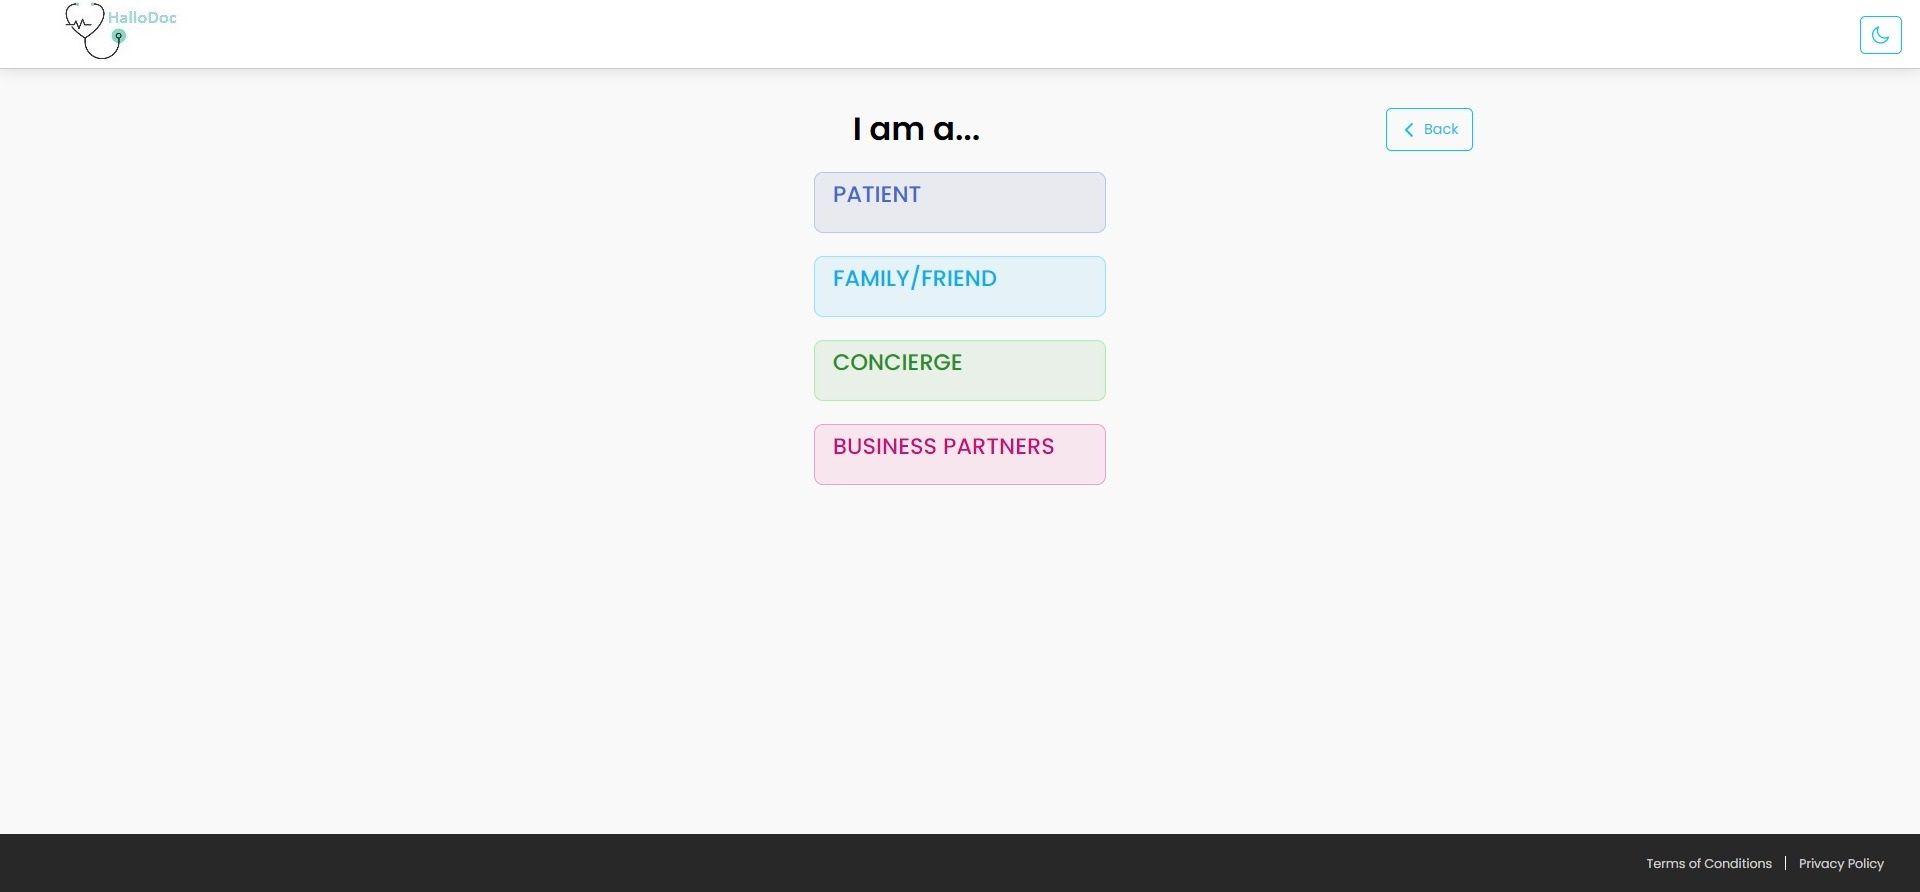 HalloDoc
I am a...
Back
PATIENT
FAMILY/FRIEND
CONCIERGE
BUSINESS PARTNERS
Terms of Conditions | Privacy Policy